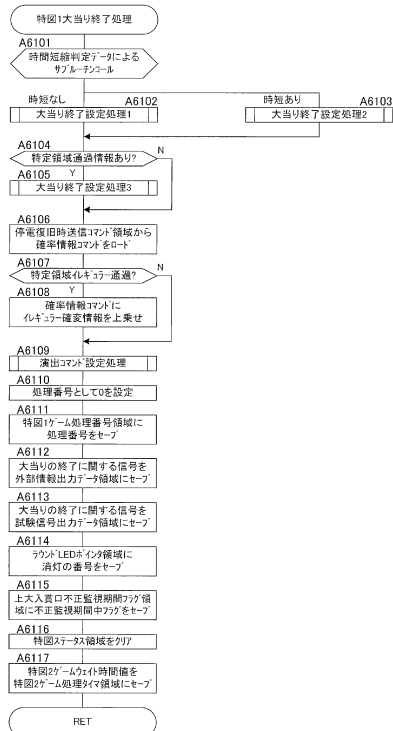 特図1大当り終了処理
A6101
時間短縮判定データによる
サブルーチンコール
時短なし
A6102
大当り終了設定処理1
時短あり
A6103
大当り終了設定処理2
A6104
特定領域通過情報あり?
N
Y
A6105
大当り終了設定処理3
A6106
停電復旧時送信コマンド領域から
確率情報コマンドをロード
A6107
特定領域イレギュラー通過?
N
Y
A6108
確率情報コマンドに
イレギュラー確変情報を上乗せ
A6109
演出コマンド設定処理
A6110
処理番号として0を設定
A6111
特図1ゲーム処理番号領域に
処理番号をセーブ
A6112
大当りの終了に関する信号を
外部情報出力データ領域にセーブ
A6113
大当りの終了に関する信号を
試験信号出力データ領域にセーブ
A6114
ラウンドLEDポインタ領域に
消灯の番号をセーブ
A6115
上大入賞口不正監視期間フラグ領
域に不正監視期間中フラグをセーブ
A6116
特図ステータス領域をクリア
A6117
特図2ゲームウェイト時間値を
特図2ゲーム処理タイマ領域にセーブ
RET